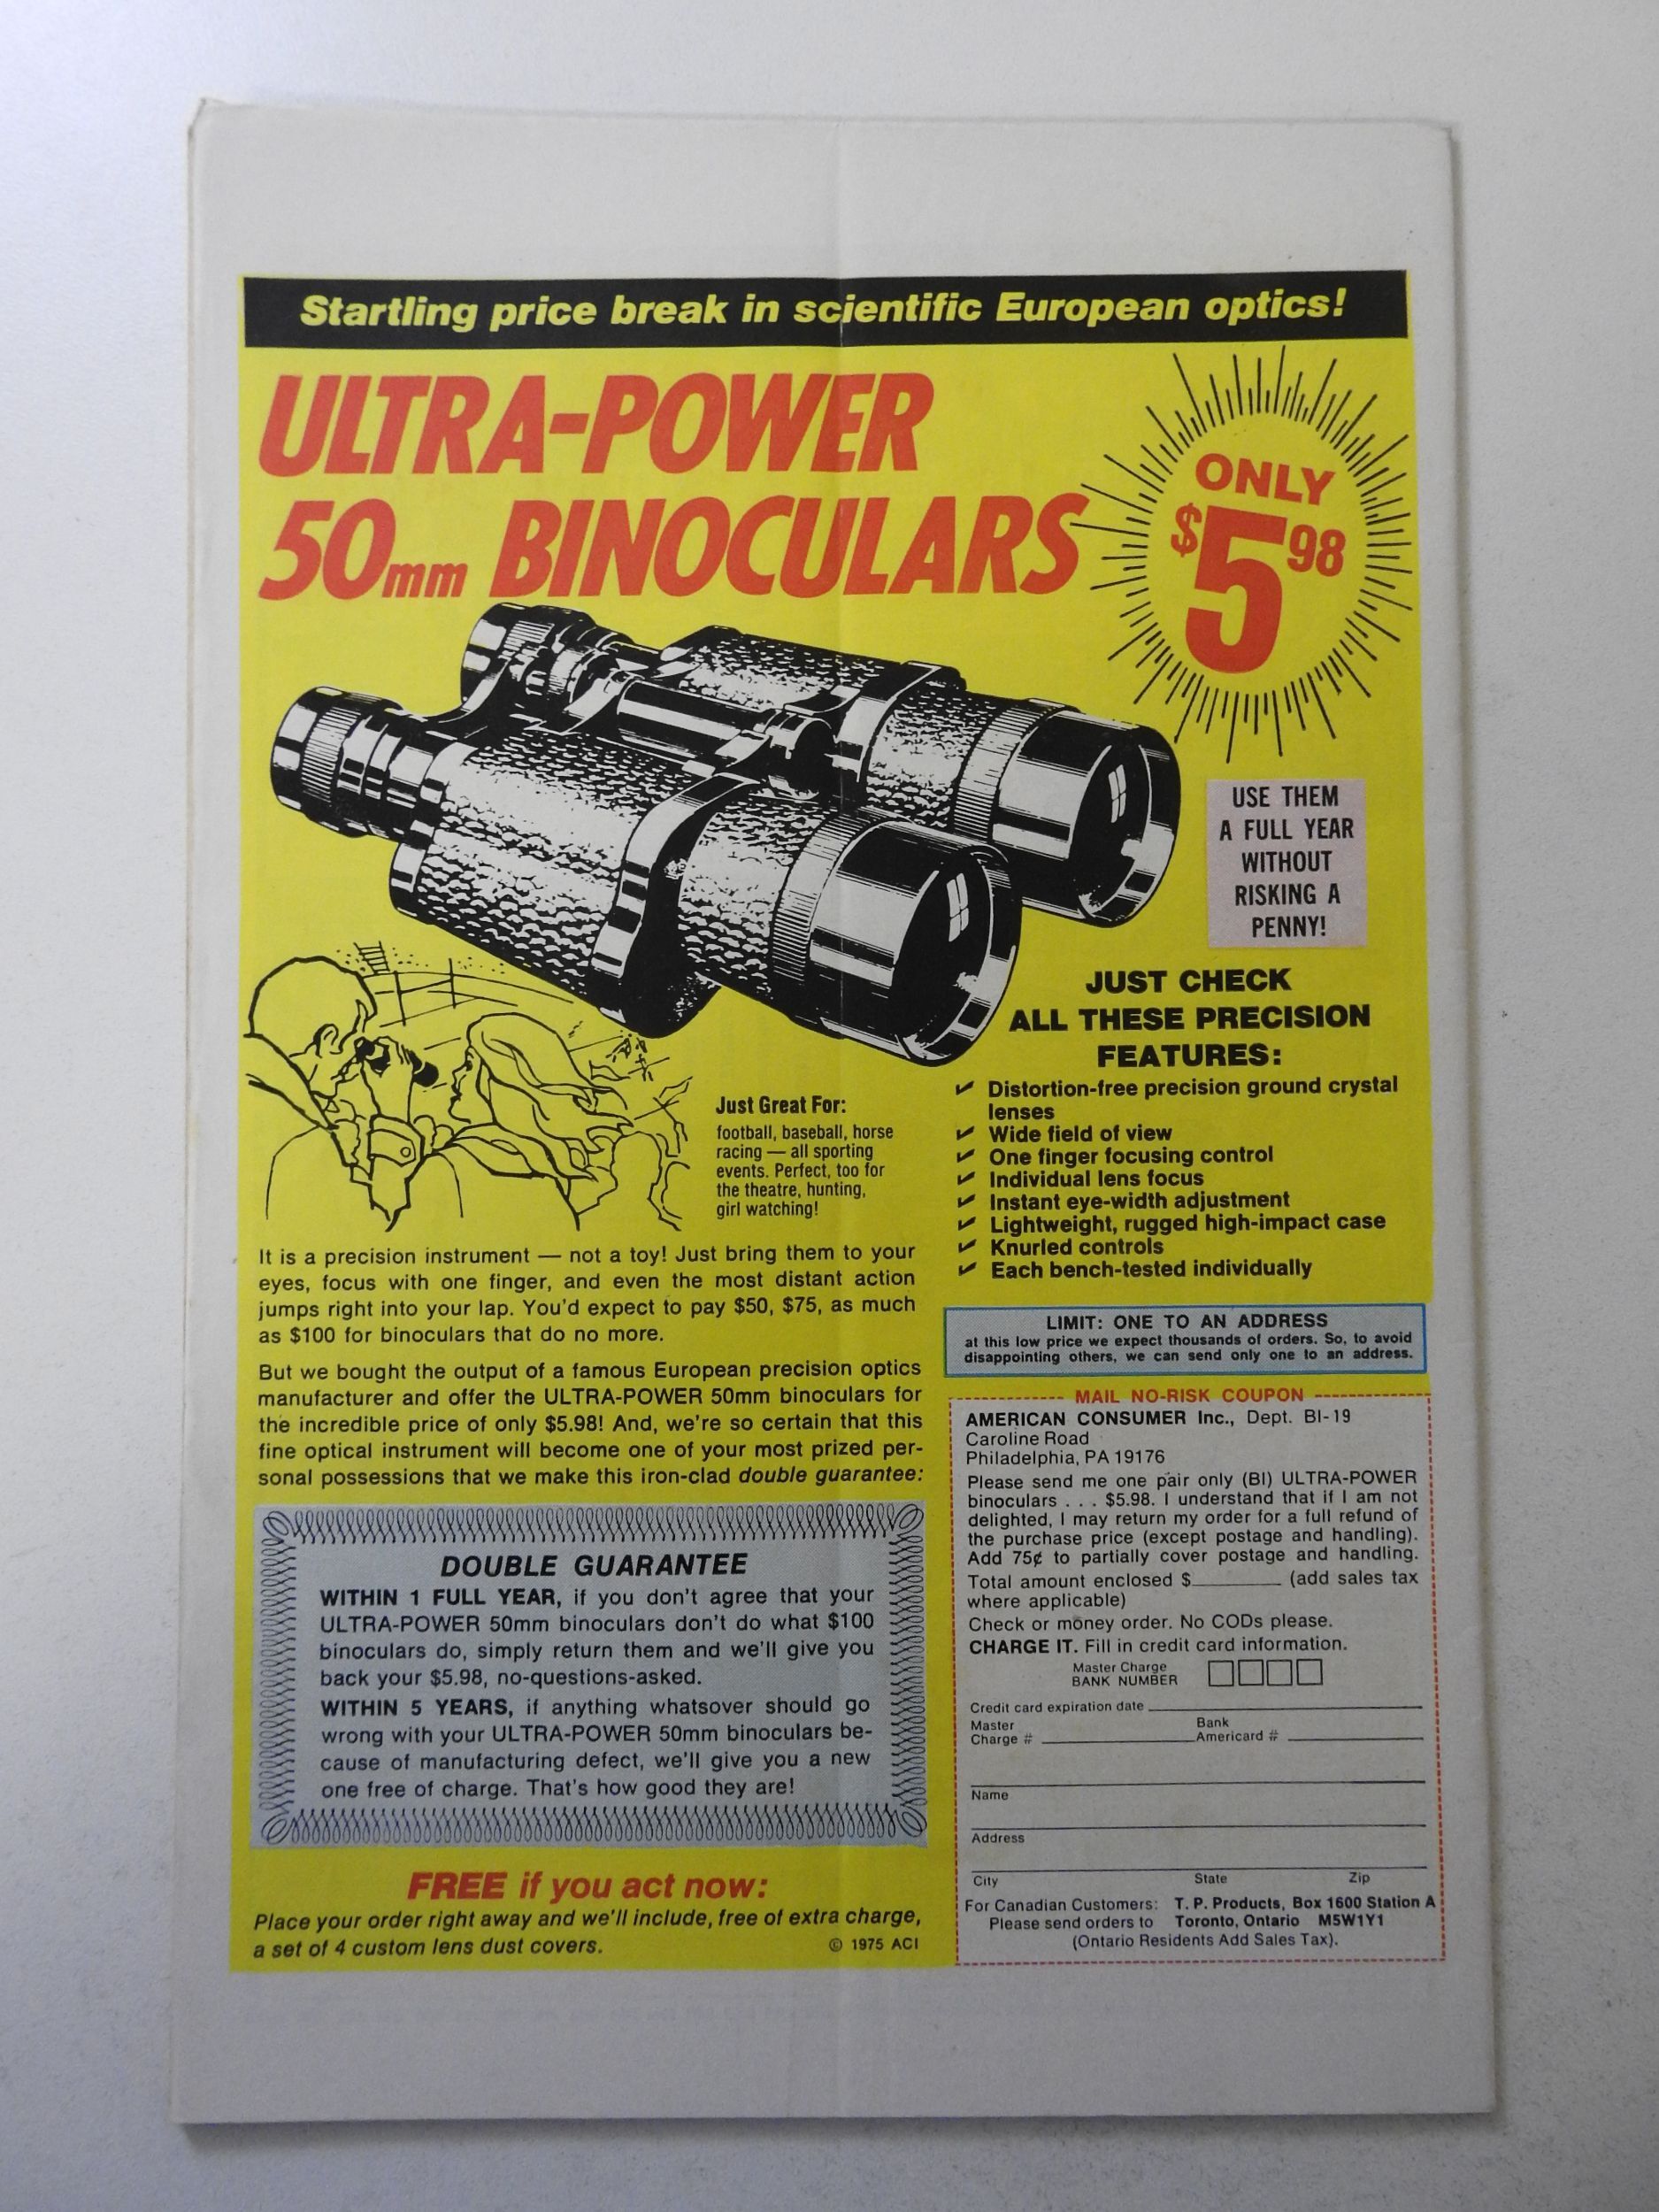 Startling price break in scientific European optics!
ULTRA-POWER
50mm BINOCULARS
ONLY
$5 98
USE THEM
A FULL YEAR
WITHOUT
RISKING A
PENNY!
JUST CHECK
ALL THESE PRECISION
FEATURES:
✔ Distortion-free precision ground crystal
lenses
✔ Wide field of view
✔ One finger focusing control
✔ Individual lens focus
✔ Instant eye-width adjustment
✔ Lightweight, rugged high-impact case
✔ Knurled controls
✔ Each bench-tested individually
Just Great For:
football, baseball, horse
racing — all sporting
events. Perfect, too for
the theatre, hunting,
girl watching!
It is a precision instrument — not a toy! Just bring them to your
eyes, focus with one finger, and even the most distant action
jumps right into your lap. You'd expect to pay $50, $75, as much
as $100 for binoculars that do no more.
But we bought the output of a famous European precision optics
manufacturer and offer the ULTRA-POWER 50mm binoculars for
the incredible price of only $5.98! And, we're so certain that this
fine optical instrument will become one of your most prized per-
sonal possessions that we make this iron-clad double guarantee:
DOUBLE GUARANTEE
WITHIN 1 FULL YEAR, if you don't agree that your
ULTRA-POWER 50mm binoculars don't do what $100
binoculars do, simply return them and we'll give you
back your $5.98, no-questions-asked.
WITHIN 5 YEARS, if anything whatsover should go
wrong with your ULTRA-POWER 50mm binoculars be-
cause of manufacturing defect, we'll give you a new
one free of charge. That's how good they are!
FREE if you act now:
Place your order right away and we'll include, free of extra charge,
a set of 4 custom lens dust covers. © 1975 ACI
LIMIT: ONE TO AN ADDRESS
at this low price we expect thousands of orders. So, to avoid
disappointing others, we can send only one to an address.
MAIL NO-RISK COUPON
AMERICAN CONSUMER Inc., Dept. BI-19
Caroline Road
Philadelphia, PA 19176
Please send me one pair only (BI) ULTRA-POWER
binoculars . . . $5.98. I understand that if I am not
delighted, I may return my order for a full refund of
the purchase price (except postage and handling).
Add 75¢ to partially cover postage and handling.
Total amount enclosed $________ (add sales tax
where applicable)
Check or money order. No CODs please.
CHARGE IT. Fill in credit card information.
Master Charge
BANK NUMBER
Credit card expiration date
Master Bank
Charge # Americard #
Name
Address
City State Zip
For Canadian Customers: T. P. Products, Box 1600 Station A
Please send orders to Toronto, Ontario M5W1Y1
(Ontario Residents Add Sales Tax).